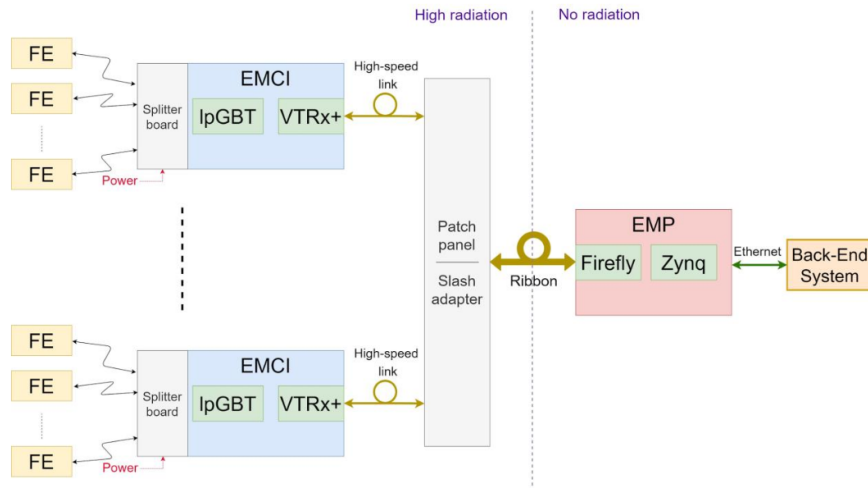 High radiation
No radiation
FE
FE
FE
Splitter
board
EMCI
lpGBT
VTRx+
Power
High-speed
link
Patch
panel
Slash
adapter
Ribbon
EMP
Firefly
Zynq
Ethernet
Back-End
System
FE
FE
FE
Splitter
board
EMCI
lpGBT
VTRx+
Power
High-speed
link